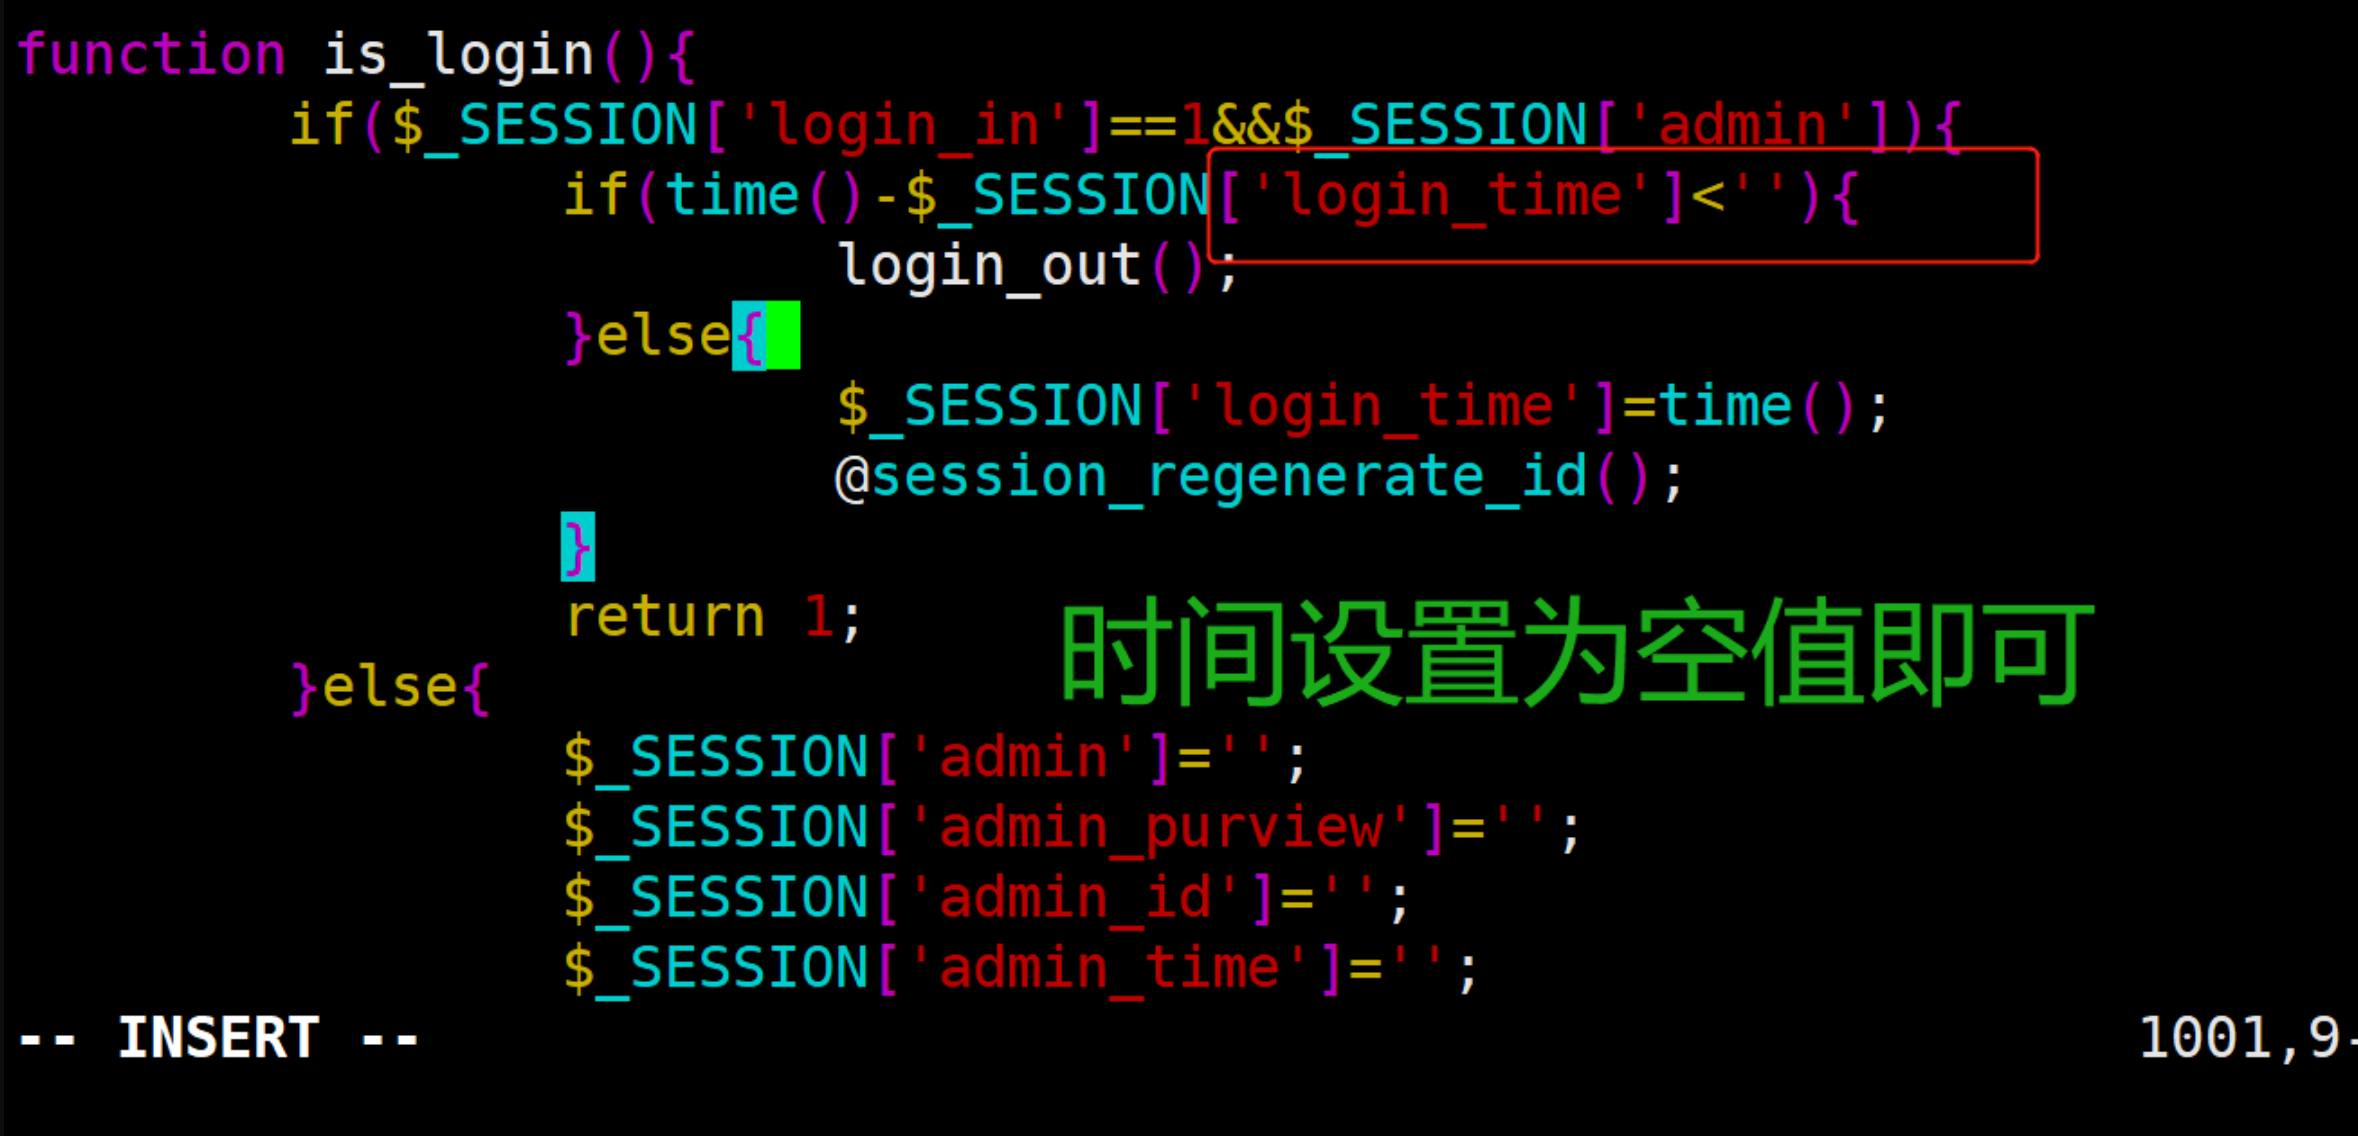 function is_login(){
if($_SESSION['login_in']==1&&$_SESSION['admin']){
if(time()-$_SESSION['login_time']<''){
login_out();
}else{
$_SESSION['login_time']=time();
@session_regenerate_id();
}
return 1;
时间设置为空值即可
}else{
$_SESSION['admin']='';
$_SESSION['admin_purview']='';
$_SESSION['admin_id']='';
$_SESSION['admin_time']='';
-- INSERT --
1001,9-